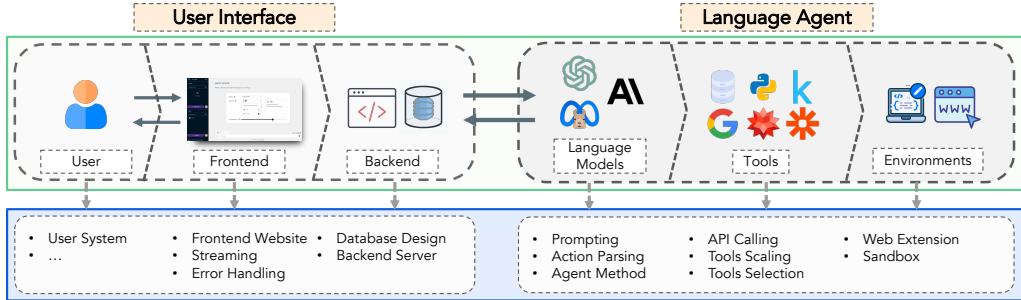 User Interface
Language Agent
User
Frontend
Backend
Language
Models
Tools
Environments
• User System
• ...
• Frontend Website
• Streaming
• Error Handling
• Database Design
• Backend Server
• Prompting
• Action Parsing
• Agent Method
• API Calling
• Tools Scaling
• Tools Selection
• Web Extension
• Sandbox